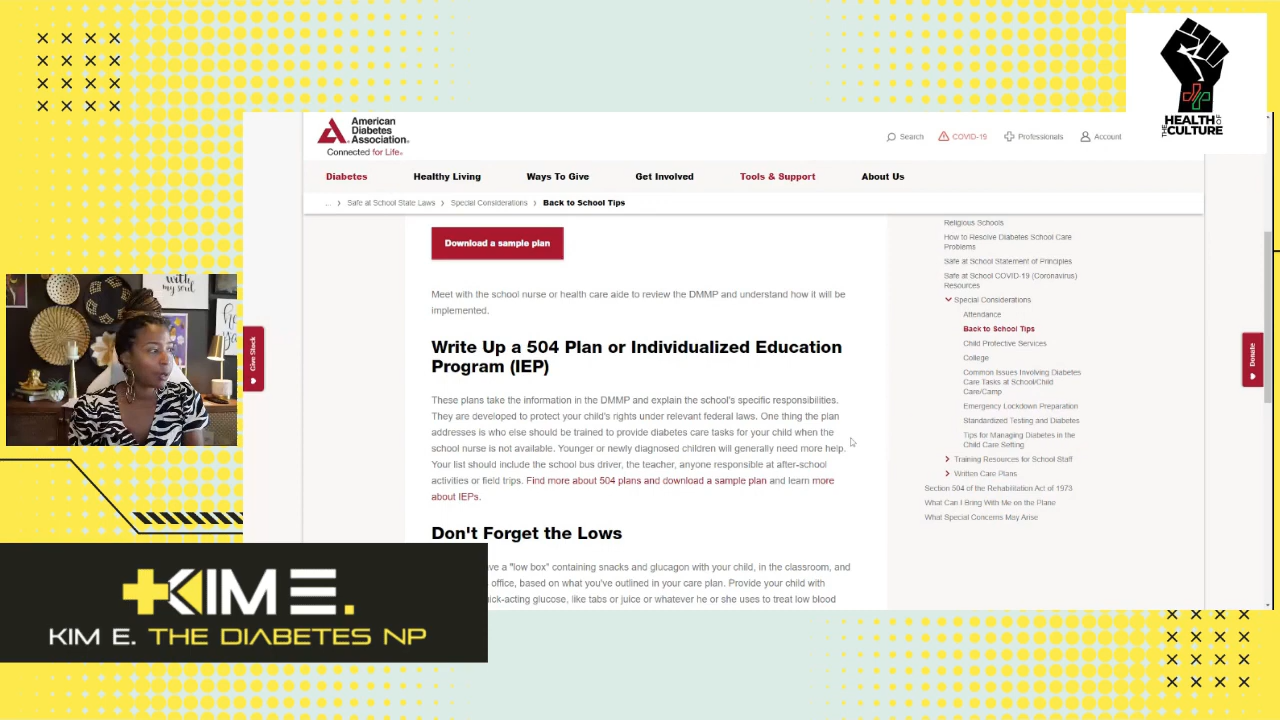 THE HEALTH OF CULTURE
American
Diabetes
Association®
Connected for Life®
Search
COVID-19
Professionals
Account
Diabetes
Healthy Living
Ways To Give
Get Involved
Tools & Support
About Us
... > Safe at School State Laws > Special Considerations > Back to School Tips
Download a sample plan
Meet with the school nurse or health care aide to review the DMMP and understand how it will be
implemented.
Write Up a 504 Plan or Individualized Education
Program (IEP)
These plans take the information in the DMMP and explain the school's specific responsibilities.
They are developed to protect your child's rights under relevant federal laws. One thing the plan
addresses is who else should be trained to provide diabetes care tasks for your child when the
school nurse is not available. Younger or newly diagnosed children will generally need more help.
Your list should include the school bus driver, the teacher, anyone responsible at after-school
activities or field trips. Find more about 504 plans and download a sample plan and learn more
about IEPs.
Don't Forget the Lows
ve a "low box" containing snacks and glucagon with your child, in the classroom, and
office, based on what you've outlined in your care plan. Provide your child with
ick-acting glucose, like tabs or juice or whatever he or she uses to treat low blood
Religious Schools
How to Resolve Diabetes School Care
Problems
Safe at School Statement of Principles
Safe at School COVID-19 (Coronavirus)
Resources
Special Considerations
Attendance
Back to School Tips
Child Protective Services
College
Common Issues Involving Diabetes
Care Tasks at School/Child
Care/Camp
Emergency Lockdown Preparation
Standardized Testing and Diabetes
Tips for Managing Diabetes in the
Child Care Setting
Training Resources for School Staff
Written Care Plans
Section 504 of the Rehabilitation Act of 1973
What Can I Bring With Me on the Plane
What Special Concerns May Arise
Give Stock
Donate
with
my soul
KIM E.
KIM E. THE DIABETES NP